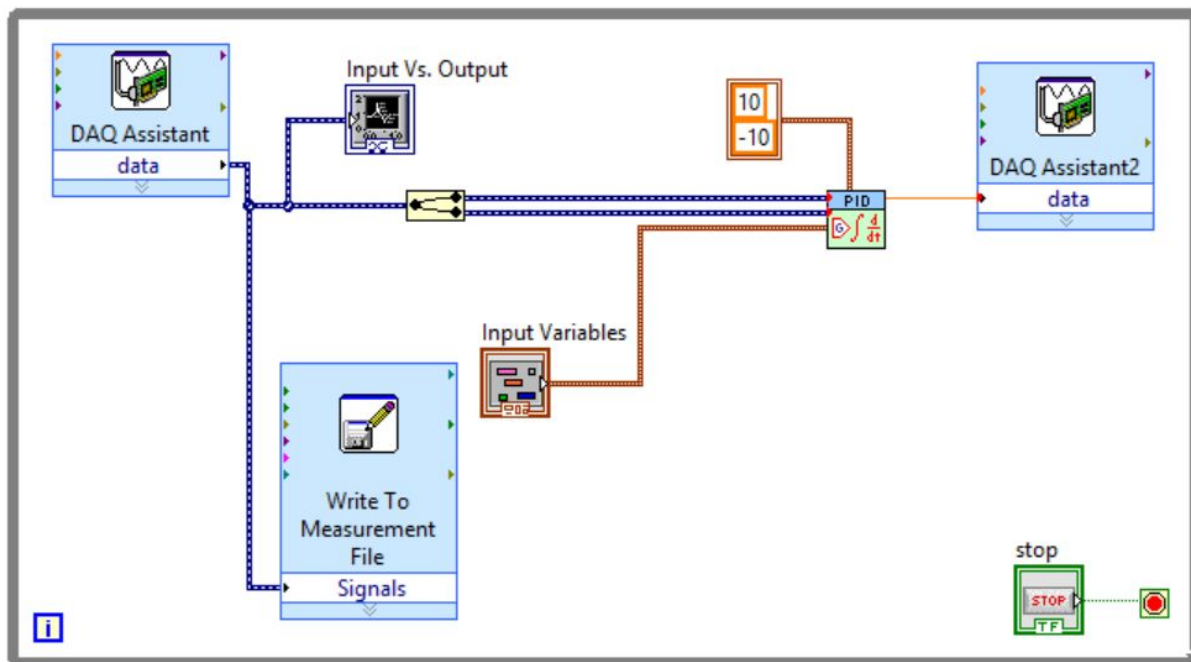 Input Vs. Output
DAQ Assistant
data
10
-10
DAQ Assistant2
data
PID
G ∫ d/dt
Input Variables
Write To
Measurement
File
Signals
stop
STOP
TF
i